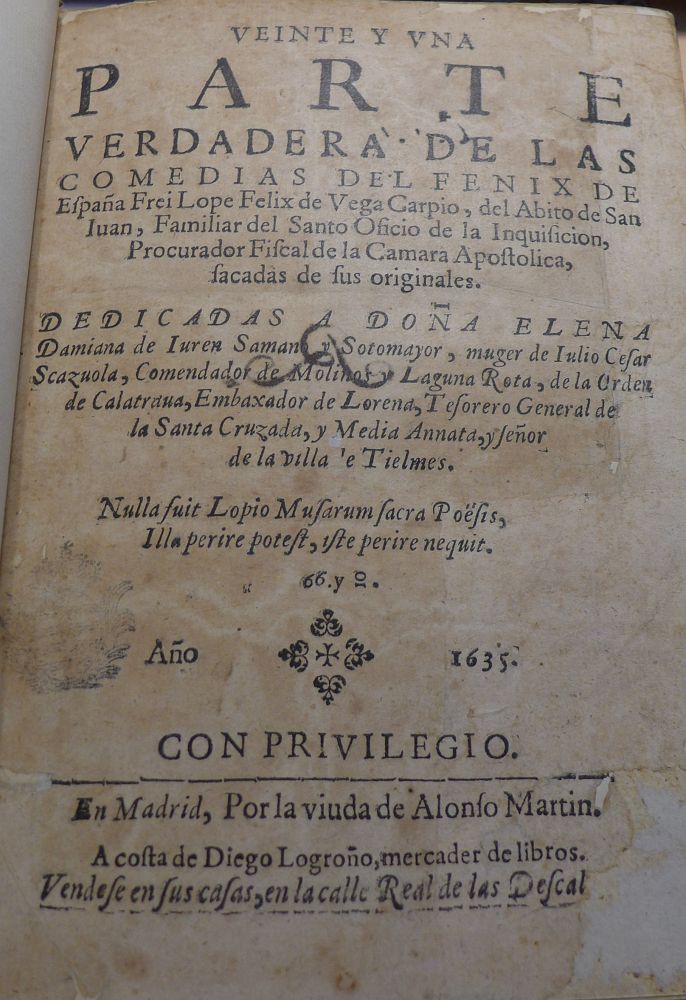 VEINTE Y VNA
PARTE
VERDADERA DE LAS
COMEDIAS DEL FENIX DE
Eſpaña Frei Lope Felix de Vega Carpio, del Abito de San
Iuan, Familiar del Santo Oficio de la Inquiſicion,
Procurador Fiſcal de la Camara Apoſtolica,
ſacadas de ſus originales.
DEDICADAS A DOÑA ELENA
Damiana de Iuren Samano y Sotomayor, muger de Iulio Ceſar
Scazuola, Comendador de Molinos y Laguna Rota, de la Orden
de Calatraua, Embaxador de Lorena, Teſorero General de
la Santa Cruzada, y Media Annata, y ſeñor
de la villa 'e Tielmes.
Nulla fuit Lopio Muſarum ſacra Poëſis,
Illa perire poteſt, iſte perire nequit.
66. y
Año 1635.
CON PRIVILEGIO.
En Madrid, Por la viuda de Alonſo Martin.
A coſta de Diego Logroño, mercader de libros.
Vendeſe en ſus caſas, en la calle Real de las Deſcal